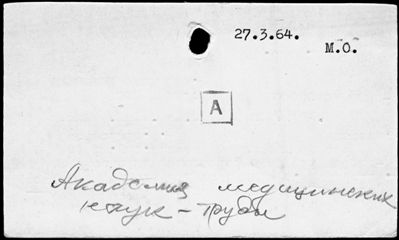 27.3.64.
М.О.
А
Академия медицинских
наук - труды